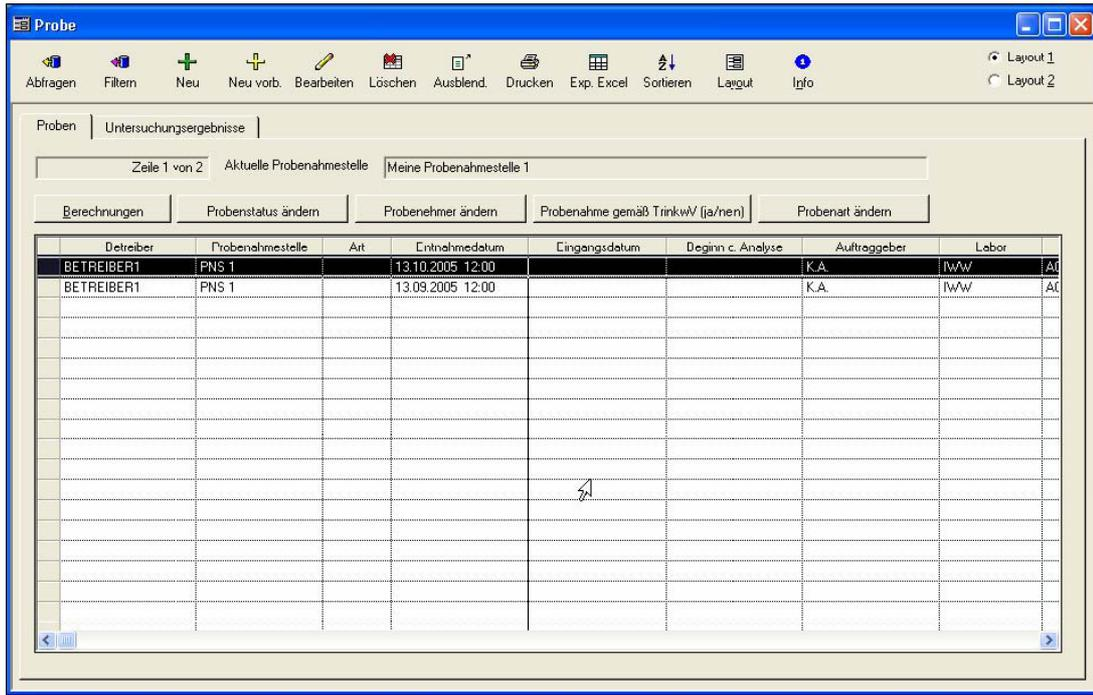 Probe
Abfragen Filtern Neu Neu vorb. Bearbeiten Löschen Ausblend. Drucken Exp. Excel Sortieren Layout Info
Layout 1
Layout 2
Proben Untersuchungsergebnisse
Zeile 1 von 2 Aktuelle Probenahmestelle Meine Probenahmestelle 1
Berechnungen Probenstatus ändern Probenehmer ändern Probenahme gemäß TrinkwV (ja/nein) Probenart ändern
Betreiber Probenahmestelle Art Entnahmedatum Eingangsdatum Beginn d. Analyse Auftraggeber Labor
BETREIBER1 PNS 1 13.10.2005 12:00 K.A. IWW
BETREIBER1 PNS 1 13.09.2005 12:00 K.A. IWW